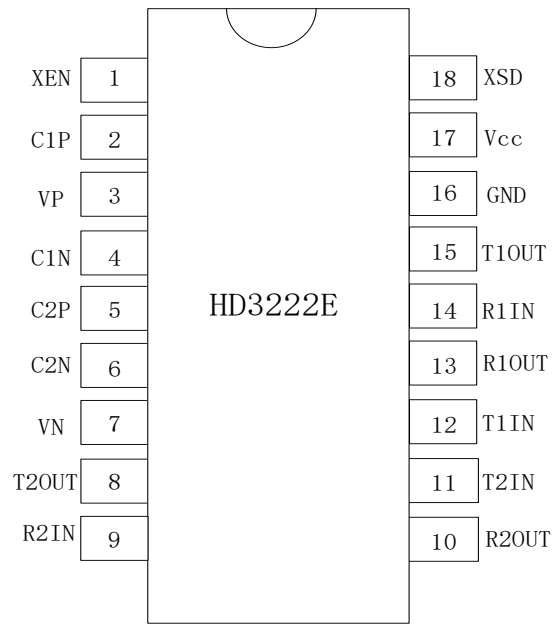 XEN 1 18 XSD
C1P 2 17 Vcc
VP 3 16 GND
C1N 4 15 T1OUT
C2P 5 HD3222E 14 R1IN
C2N 6 13 R1OUT
VN 7 12 T1IN
T2OUT 8 11 T2IN
R2IN 9 10 R2OUT